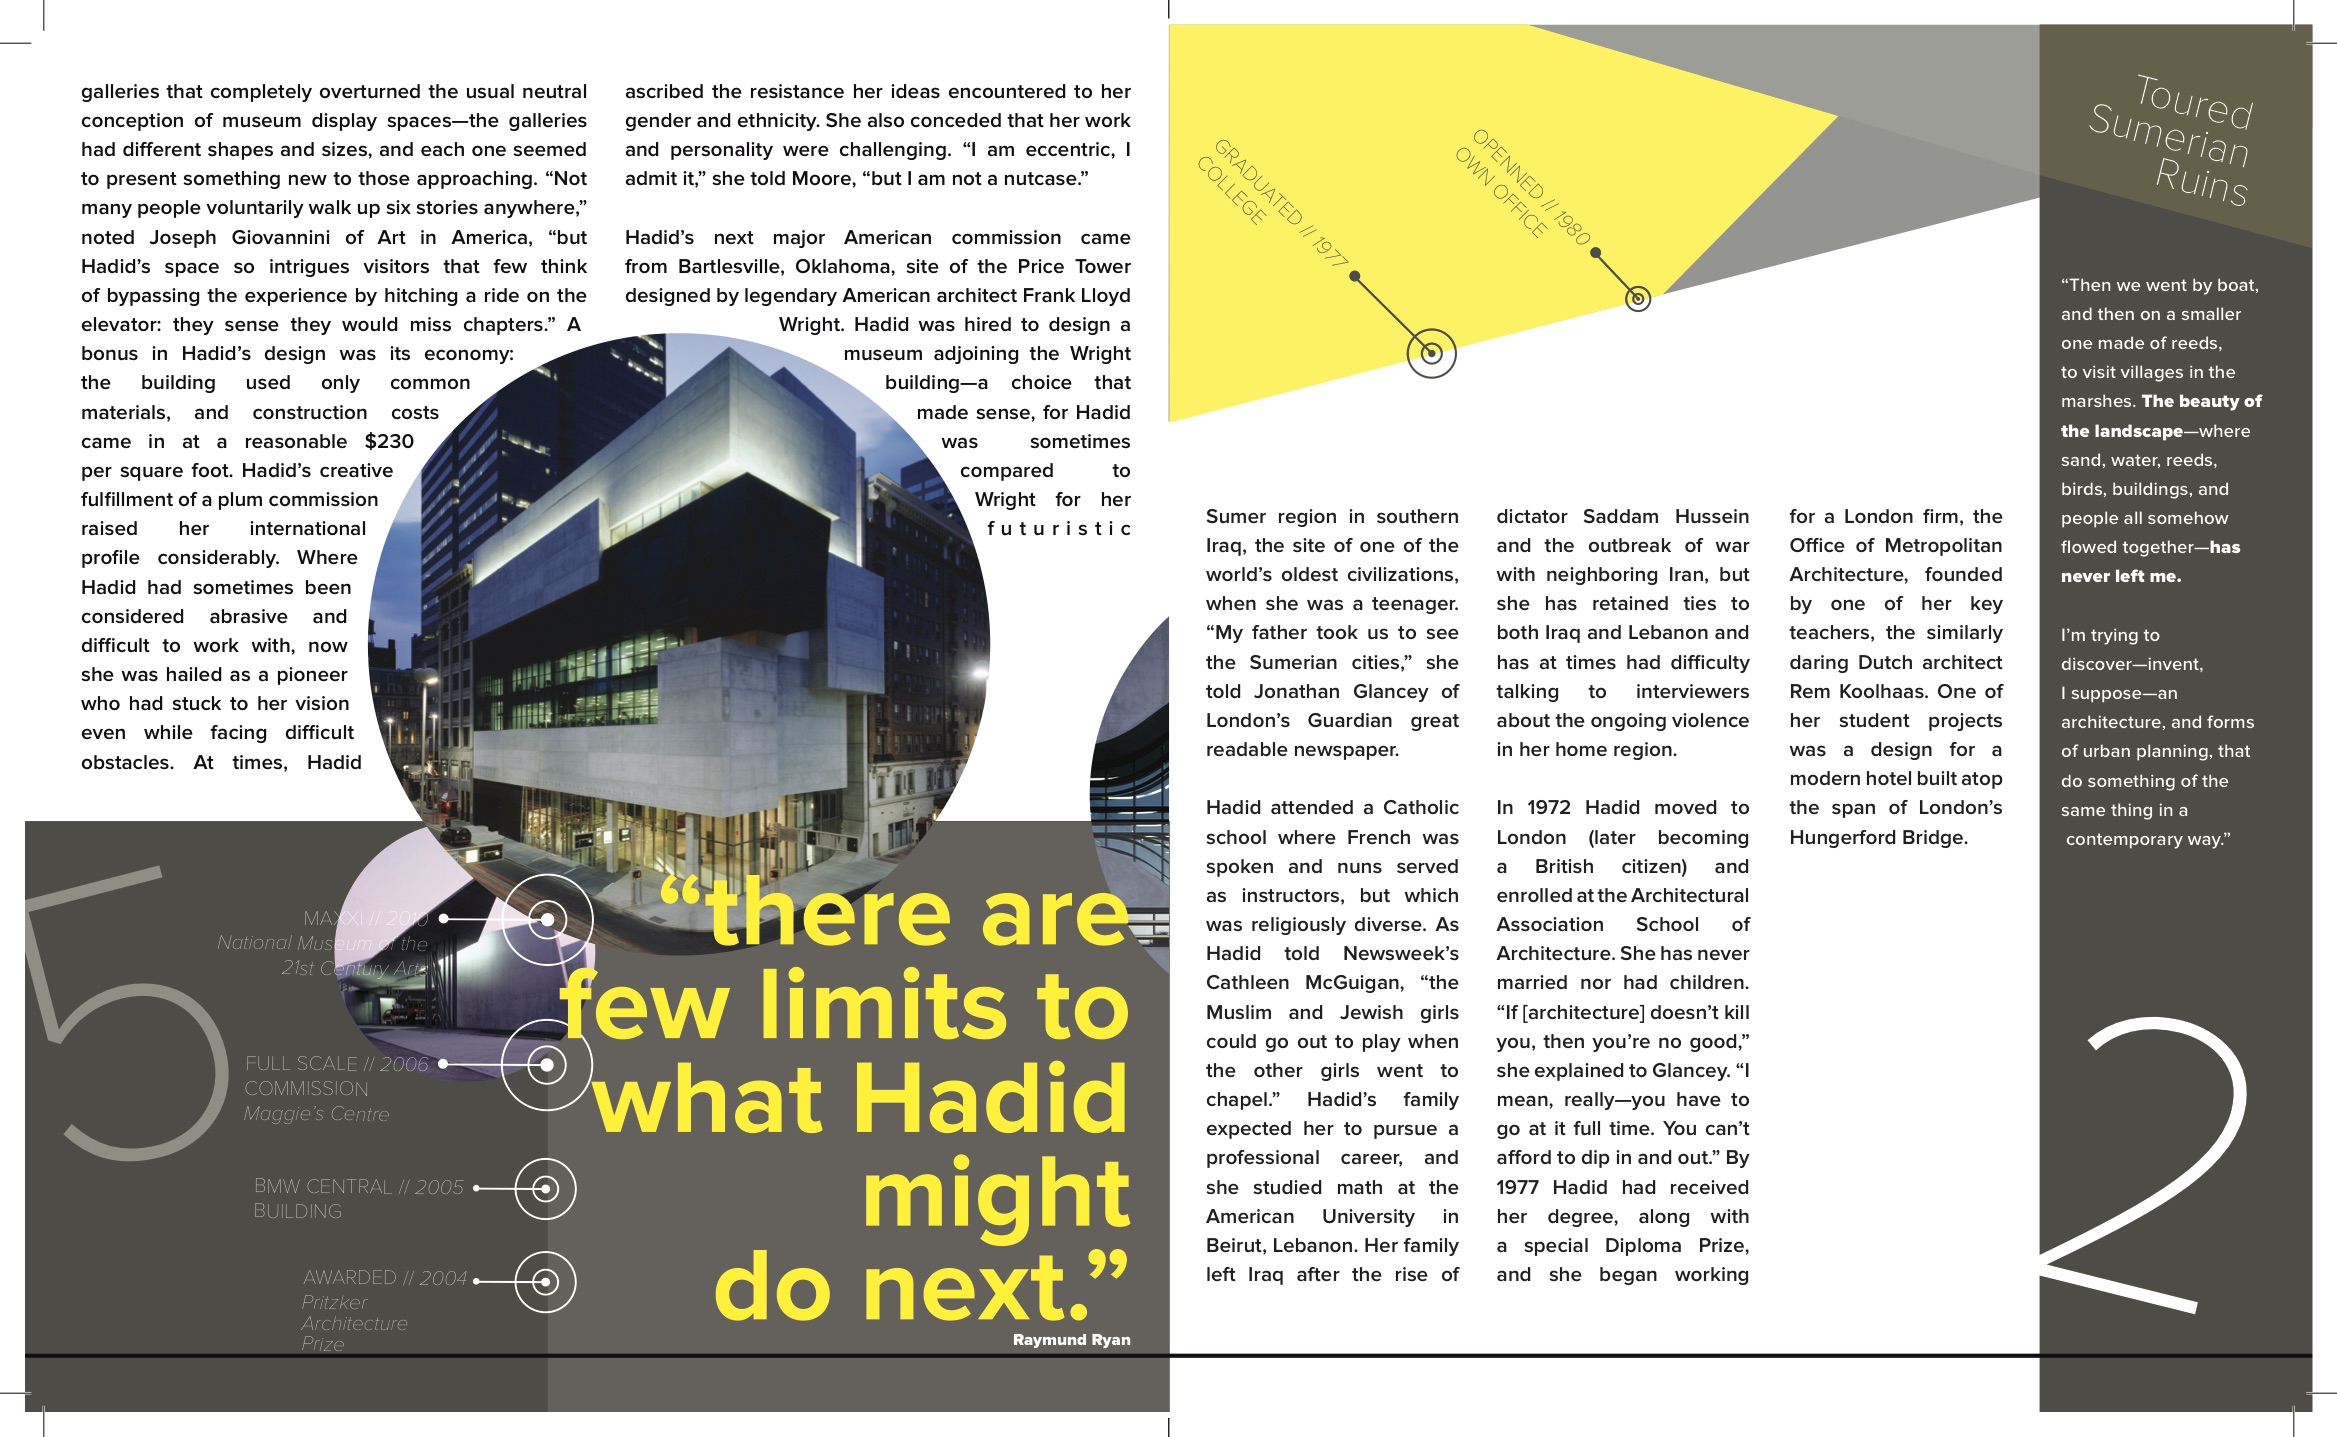 galleries that completely overturned the usual neutral
conception of museum display spaces—the galleries
had different shapes and sizes, and each one seemed
to present something new to those approaching. “Not
many people voluntarily walk up six stories anywhere,”
noted Joseph Giovannini of Art in America, “but
Hadid’s space so intrigues visitors that few think
of bypassing the experience by hitching a ride on the
elevator: they sense they would miss chapters.” A
bonus in Hadid’s design was its economy:
the building used only common
materials, and construction costs
came in at a reasonable $230
per square foot. Hadid’s creative
fulfillment of a plum commission
raised her international
profile considerably. Where
Hadid had sometimes been
considered abrasive and
difficult to work with, now
she was hailed as a pioneer
who had stuck to her vision
even while facing difficult
obstacles. At times, Hadid
ascribed the resistance her ideas encountered to her
gender and ethnicity. She also conceded that her work
and personality were challenging. “I am eccentric, I
admit it,” she told Moore, “but I am not a nutcase.”
Hadid’s next major American commission came
from Bartlesville, Oklahoma, site of the Price Tower
designed by legendary American architect Frank Lloyd
Wright. Hadid was hired to design a
museum adjoining the Wright
building—a choice that
made sense, for Hadid
was sometimes
compared to
Wright for her
futuristic
5
MAXXI // 2010
National Museum of the
21st Century Arts
FULL SCALE // 2006
COMMISSION
Maggie’s Centre
BMW CENTRAL // 2005
BUILDING
AWARDED // 2004
Pritzker
Architecture
Prize
“there are
few limits to
what Hadid
might
do next.”
Raymund Ryan
GRADUATED // 1977
COLLEGE
OPENNED // 1980
OWN OFFICE
Sumer region in southern
Iraq, the site of one of the
world’s oldest civilizations,
when she was a teenager.
“My father took us to see
the Sumerian cities,” she
told Jonathan Glancey of
London’s Guardian great
readable newspaper.
Hadid attended a Catholic
school where French was
spoken and nuns served
as instructors, but which
was religiously diverse. As
Hadid told Newsweek’s
Cathleen McGuigan, “the
Muslim and Jewish girls
could go out to play when
the other girls went to
chapel.” Hadid’s family
expected her to pursue a
professional career, and
she studied math at the
American University in
Beirut, Lebanon. Her family
left Iraq after the rise of
dictator Saddam Hussein
and the outbreak of war
with neighboring Iran, but
she has retained ties to
both Iraq and Lebanon and
has at times had difficulty
talking to interviewers
about the ongoing violence
in her home region.
In 1972 Hadid moved to
London (later becoming
a British citizen) and
enrolled at the Architectural
Association School of
Architecture. She has never
married nor had children.
“If [architecture] doesn’t kill
you, then you’re no good,”
she explained to Glancey. “I
mean, really—you have to
go at it full time. You can’t
afford to dip in and out.” By
1977 Hadid had received
her degree, along with
a special Diploma Prize,
and she began working
for a London firm, the
Office of Metropolitan
Architecture, founded
by one of her key
teachers, the similarly
daring Dutch architect
Rem Koolhaas. One of
her student projects
was a design for a
modern hotel built atop
the span of London’s
Hungerford Bridge.
Toured
Sumerian
Ruins
“Then we went by boat,
and then on a smaller
one made of reeds,
to visit villages in the
marshes. The beauty of
the landscape—where
sand, water, reeds,
birds, buildings, and
people all somehow
flowed together—has
never left me.
I’m trying to
discover—invent,
I suppose—an
architecture, and forms
of urban planning, that
do something of the
same thing in a
contemporary way.”
2